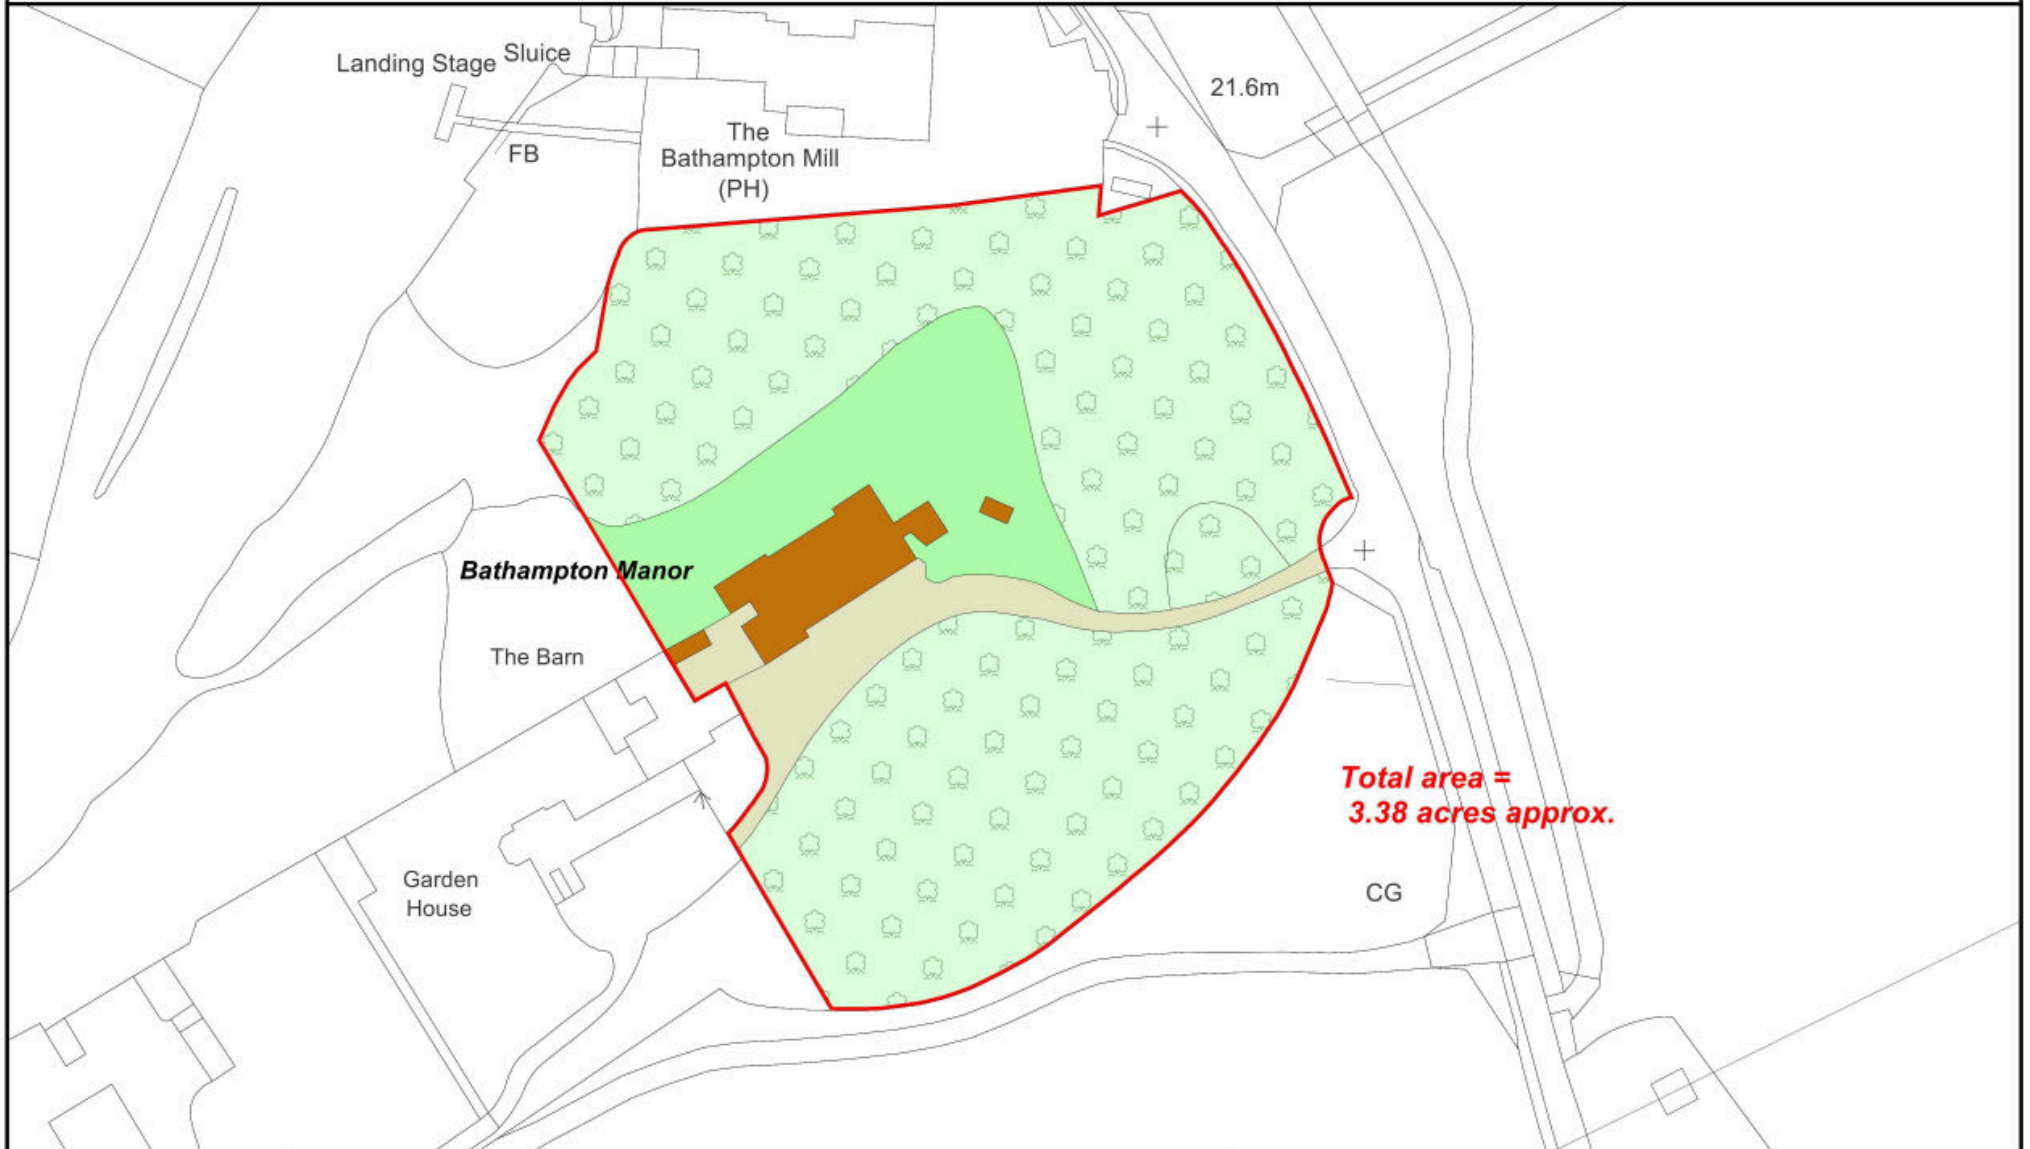 Landing Stage
Sluice
21.6m
FB
The
Bathampton Mill
(PH)
Bathampton Manor
The Barn
Total area =
3.38 acres approx.
Garden
House
CG